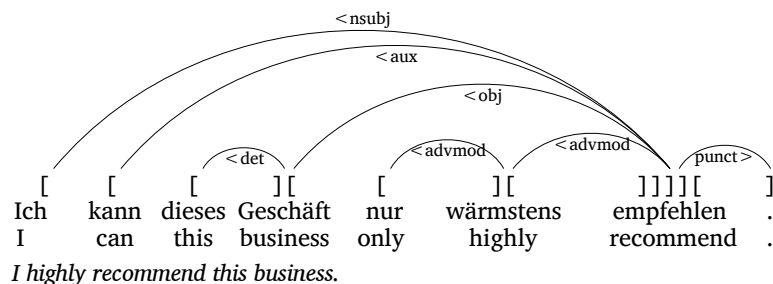 <nsubj
<aux
<obj
<det <advmod <advmod punct>
[ [ [ ][ [ ][ ]]]][ ]
Ich kann dieses Geschäft nur wärmstens empfehlen .
I can this business only highly recommend .
I highly recommend this business.